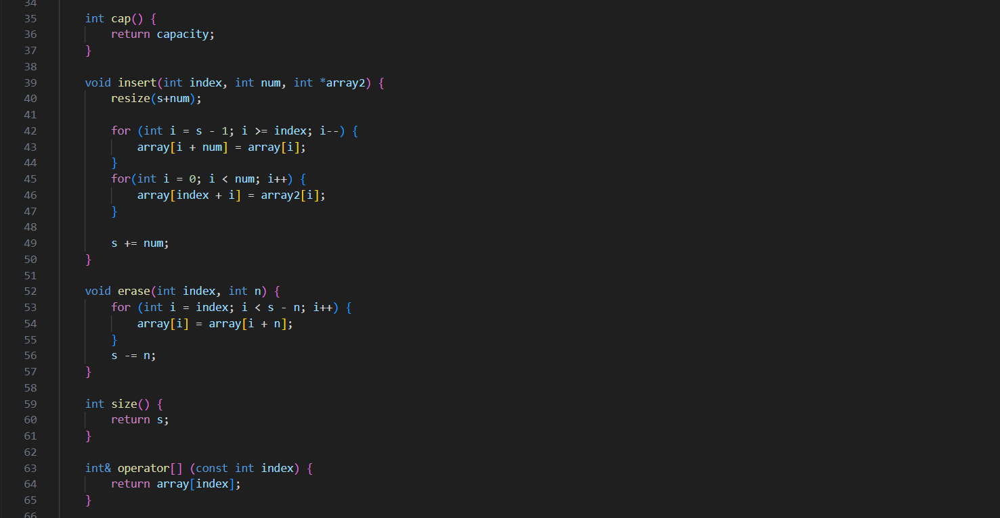 34
35 int cap() {
36 return capacity;
37 }
38
39 void insert(int index, int num, int *array2) {
40 resize(s+num);
41
42 for (int i = s - 1; i >= index; i--) {
43 array[i + num] = array[i];
44 }
45 for(int i = 0; i < num; i++) {
46 array[index + i] = array2[i];
47 }
48
49 s += num;
50 }
51
52 void erase(int index, int n) {
53 for (int i = index; i < s - n; i++) {
54 array[i] = array[i + n];
55 }
56 s -= n;
57 }
58
59 int size() {
60 return s;
61 }
62
63 int& operator[] (const int index) {
64 return array[index];
65 }
66